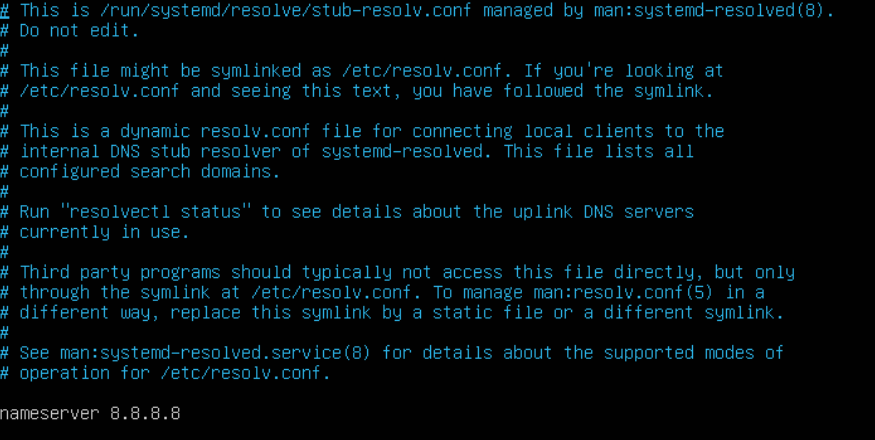 # This is /run/systemd/resolve/stub-resolv.conf managed by man:systemd-resolved(8).
# Do not edit.
#
# This file might be symlinked as /etc/resolv.conf. If you're looking at
# /etc/resolv.conf and seeing this text, you have followed the symlink.
#
# This is a dynamic resolv.conf file for connecting local clients to the
# internal DNS stub resolver of systemd-resolved. This file lists all
# configured search domains.
#
# Run "resolvectl status" to see details about the uplink DNS servers
# currently in use.
#
# Third party programs should typically not access this file directly, but only
# through the symlink at /etc/resolv.conf. To manage man:resolv.conf(5) in a
# different way, replace this symlink by a static file or a different symlink.
#
# See man:systemd-resolved.service(8) for details about the supported modes of
# operation for /etc/resolv.conf.
nameserver 8.8.8.8